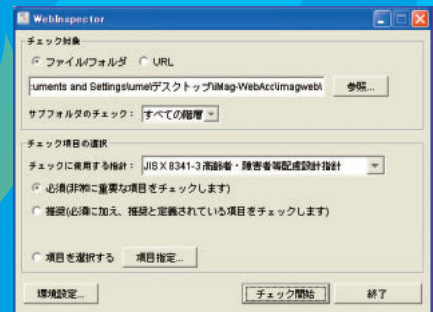 WebInspector
チェック対象
ファイル/フォルダ URL
:uments and Settings\ume\デスクトップ\iMag-WebAcc\imagweb\ 参照...
サブフォルダのチェック： すべての階層
チェック項目の選択
チェックに使用する指針： JIS X 8341-3 高齢者・障害者等配慮設計指針
必須(非常に重要な項目をチェックします)
推奨(必須に加え、推奨と定義されている項目をチェックします)
項目を選択する 項目指定...
環境設定... チェック開始 終了